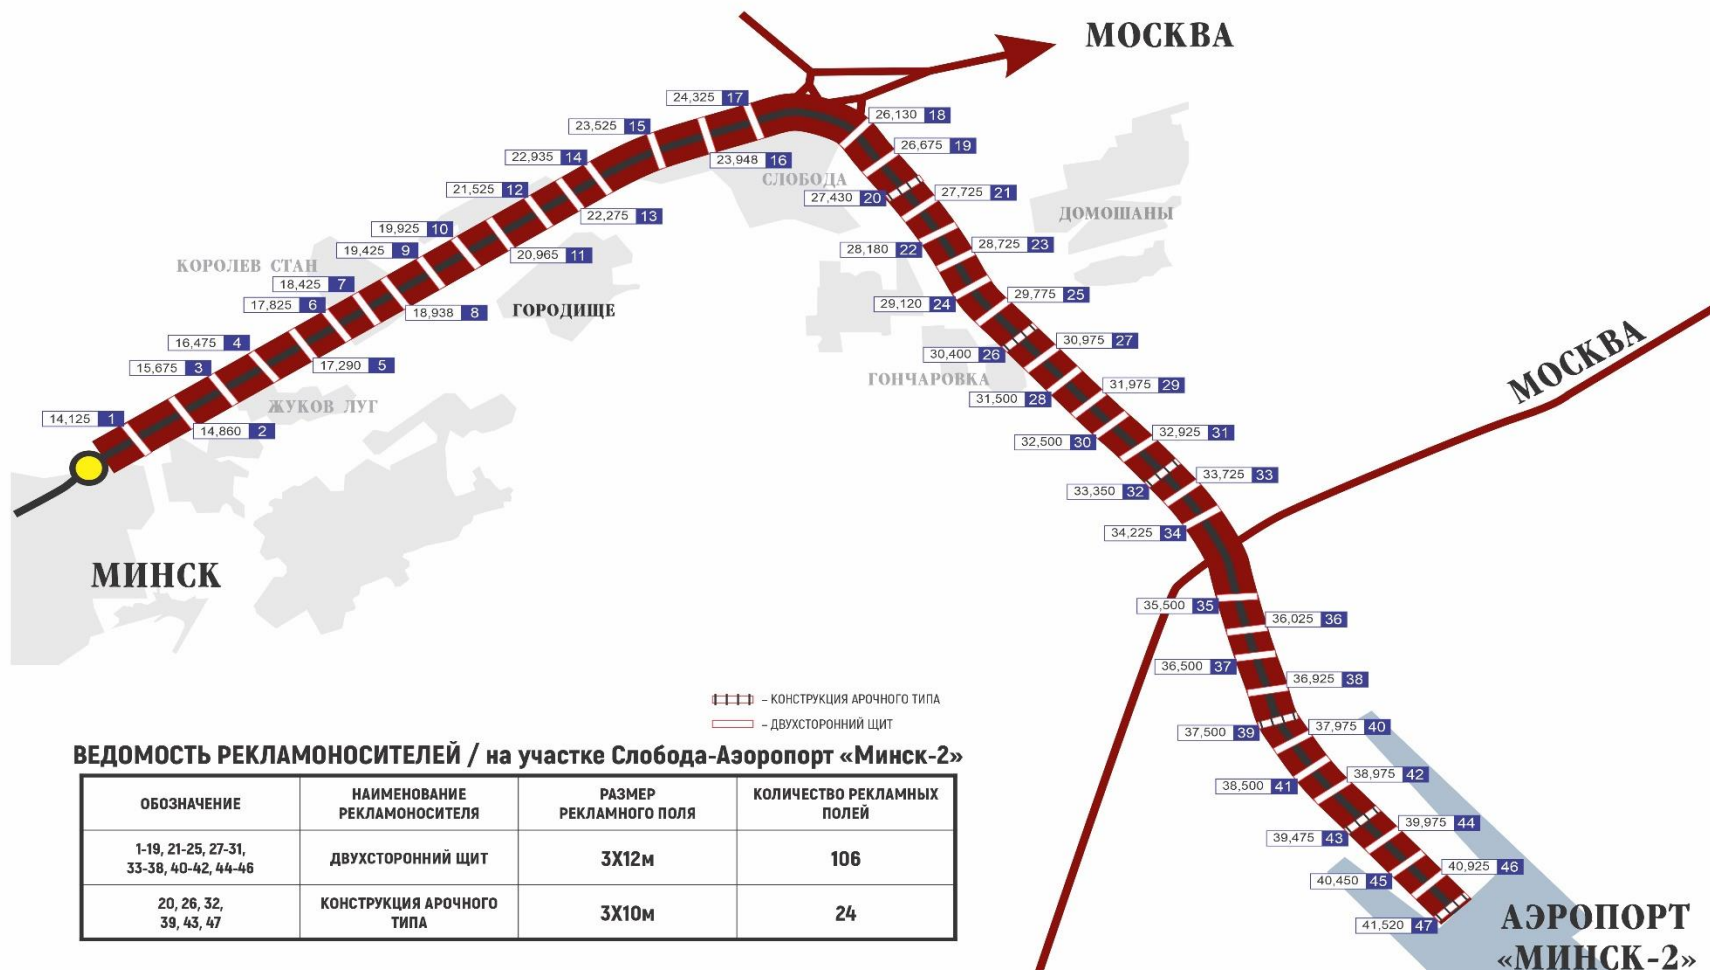 МОСКВА
24,325 17
23,525 15
26,130 18
26,675 19
22,935 14
23,948 16
СЛОБОДА
21,525 12
27,430 20
27,725 21
22,275 13
ДОМОШАНЫ
19,925 10
19,425 9
20,965 11
28,180 22
28,725 23
КОРОЛЕВ СТАН
18,425 7
17,825 6
18,938 8
ГОРОДИЩЕ
29,120 24
29,775 25
16,475 4
30,975 27
15,675 3
17,290 5
30,400 26
ГОНЧАРОВКА
МОСКВА
31,975 29
31,500 28
ЖУКОВ ЛУГ
14,125 1
14,860 2
32,500 30
32,925 31
33,725 33
33,350 32
34,225 34
МИНСК
35,500 35
36,025 36
36,500 37
36,925 38
37,500 39
37,975 40
38,500 41
38,975 42
39,475 43
39,975 44
40,450 45
40,925 46
41,520 47
АЭРОПОРТ
«МИНСК-2»
– КОНСТРУКЦИЯ АРОЧНОГО ТИПА
– ДВУХСТОРОННИЙ ЩИТ
ВЕДОМОСТЬ РЕКЛАМОНОСИТЕЛЕЙ / на участке Слобода-Аэоропорт «Минск-2»
ОБОЗНАЧЕНИЕ
НАИМЕНОВАНИЕ
РЕКЛАМОНОСИТЕЛЯ
РАЗМЕР
РЕКЛАМНОГО ПОЛЯ
КОЛИЧЕСТВО РЕКЛАМНЫХ
ПОЛЕЙ
1-19, 21-25, 27-31,
33-38, 40-42, 44-46
ДВУХСТОРОННИЙ ЩИТ
3Х12м
106
20, 26, 32,
39, 43, 47
КОНСТРУКЦИЯ АРОЧНОГО
ТИПА
3Х10м
24